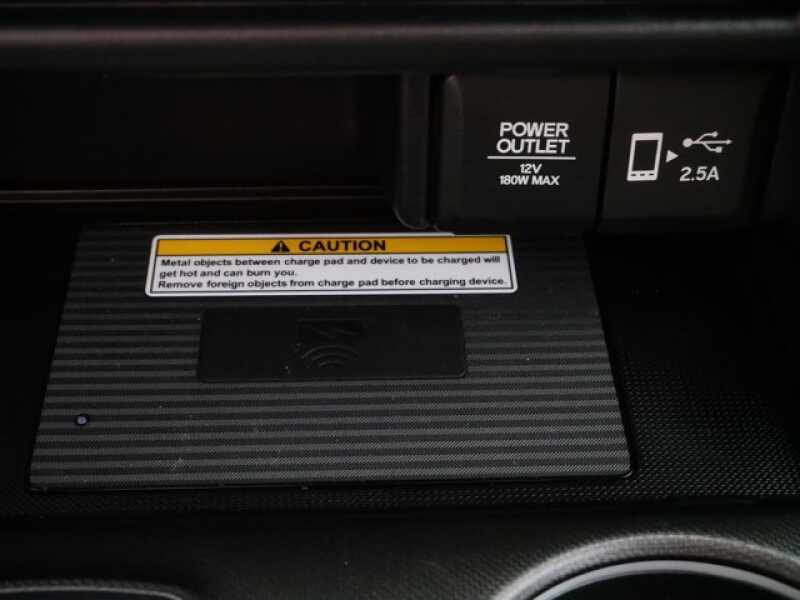 POWER
OUTLET
12V
180W MAX
2.5A
CAUTION
Metal objects between charge pad and device to be charged will
get hot and can burn you.
Remove foreign objects from charge pad before charging device.